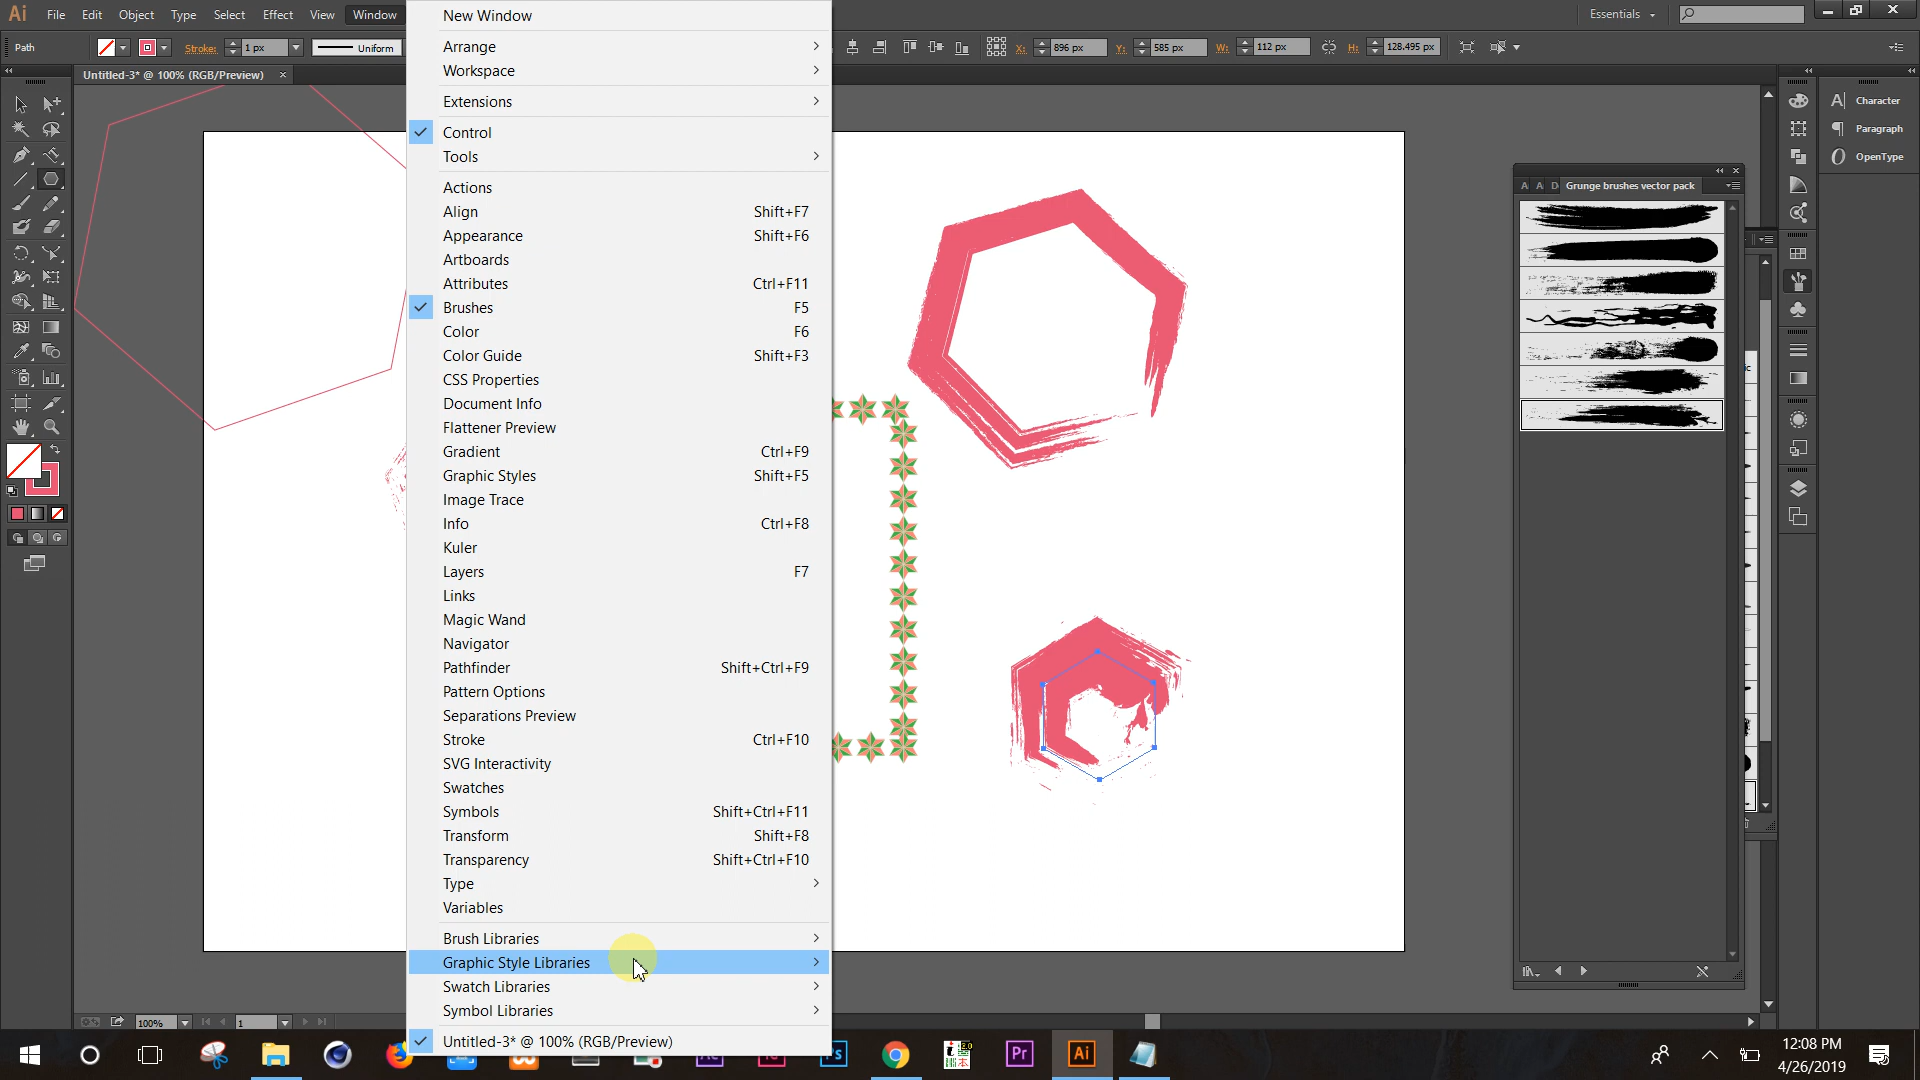 Ai File Edit Object Type Select Effect View Window
Essentials
Path Stroke: 1 px Uniform X: 896 px Y: 585 px W: 112 px H: 128.495 px
Untitled-3* @ 100% (RGB/Preview)
New Window
Arrange
Workspace
Extensions
Control
Tools
Actions
Align Shift+F7
Appearance Shift+F6
Artboards
Attributes Ctrl+F11
Brushes F5
Color F6
Color Guide Shift+F3
CSS Properties
Document Info
Flattener Preview
Gradient Ctrl+F9
Graphic Styles Shift+F5
Image Trace
Info Ctrl+F8
Kuler
Layers F7
Links
Magic Wand
Navigator
Pathfinder Shift+Ctrl+F9
Pattern Options
Separations Preview
Stroke Ctrl+F10
SVG Interactivity
Swatches
Symbols Shift+Ctrl+F11
Transform Shift+F8
Transparency Shift+Ctrl+F10
Type
Variables
Brush Libraries
Graphic Style Libraries
Swatch Libraries
Symbol Libraries
Untitled-3* @ 100% (RGB/Preview)
A A D Grunge brushes vector pack
Character
Paragraph
OpenType
100% 1
Pr Ai
12:08 PM
4/26/2019